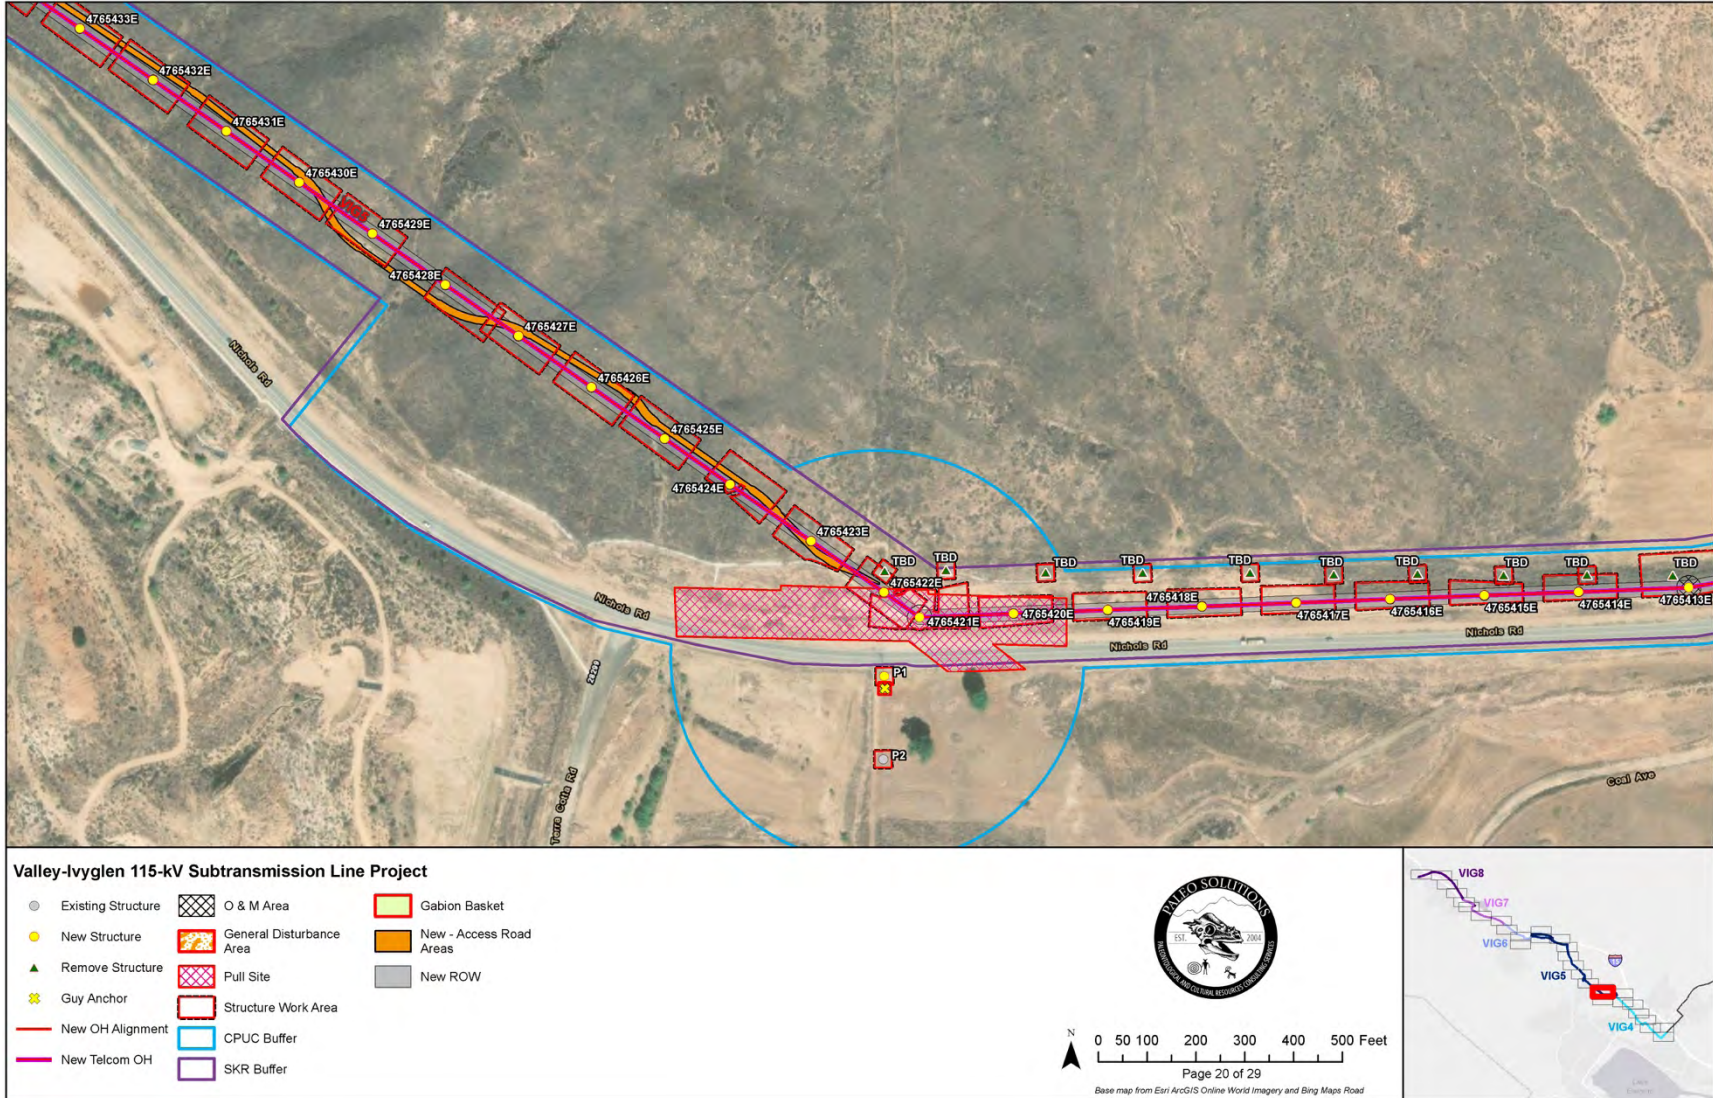 4765433E
4765432E
4765431E
4765430E
VIG5
4765429E
4765428E
4765427E
4765426E
4765425E
4765424E
4765423E
TBD
TBD
TBD
TBD
TBD
TBD
TBD
TBD
TBD
TBD
4765422E
4765421E
4765420E
4765419E
4765418E
4765417E
4765416E
4765415E
4765414E
4765413E
Nichols Rd
Nichols Rd
Nichols Rd
Nichols Rd
P1
P2
Terra Cotta Rd
Coal Ave
Valley-Ivyglen 115-kV Subtransmission Line Project
Existing Structure
New Structure
Remove Structure
Guy Anchor
New OH Alignment
New Telcom OH
O & M Area
General Disturbance
Area
Pull Site
Structure Work Area
CPUC Buffer
SKR Buffer
Gabion Basket
New - Access Road
Areas
New ROW
PALEO SOLUTIONS
EST. 2004
PALEONTOLOGICAL AND CULTURAL RESOURCES CONSULTING SERVICES
N
0 50 100 200 300 400 500 Feet
Page 20 of 29
Base map from Esri ArcGIS Online World Imagery and Bing Maps Road
VIG8
VIG7
VIG6
VIG5
VIG4